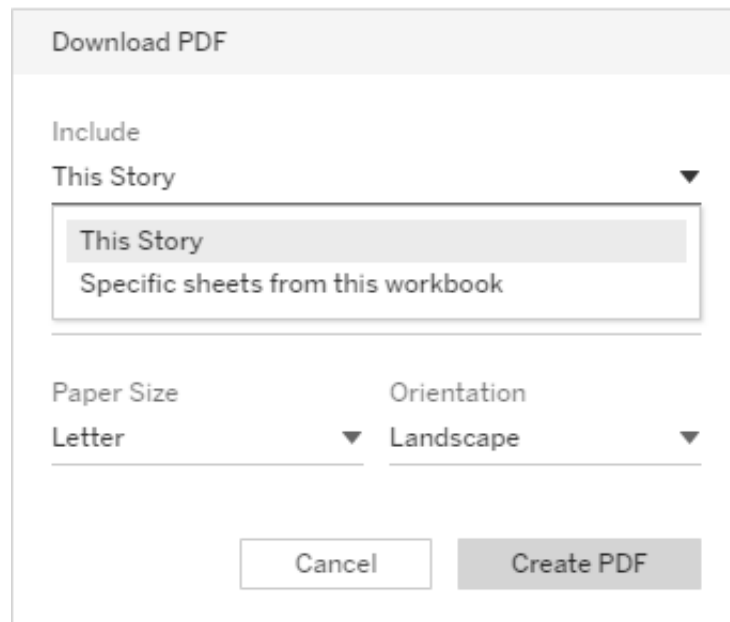 Download PDF
Include
This Story
This Story
Specific sheets from this workbook
Paper Size Orientation
Letter Landscape
Cancel Create PDF